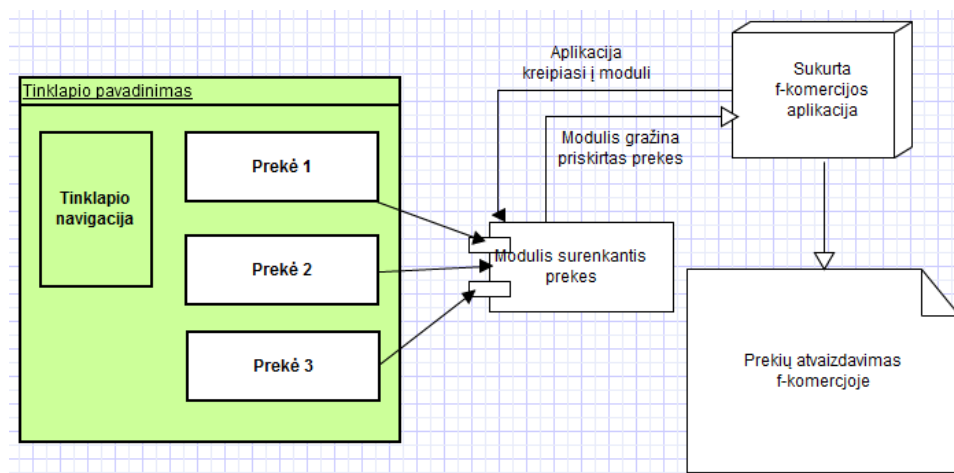 Tinklapio pavadinimas
Tinklapio
navigacija
Prekė 1
Prekė 2
Prekė 3
Aplikacija
kreipiasi į moduli
Modulis gražina
priskirtas prekes
Modulis surenkantis
prekes
Sukurta
f-komercijos
aplikacija
Prekių atvaizdavimas
f-komercjoje